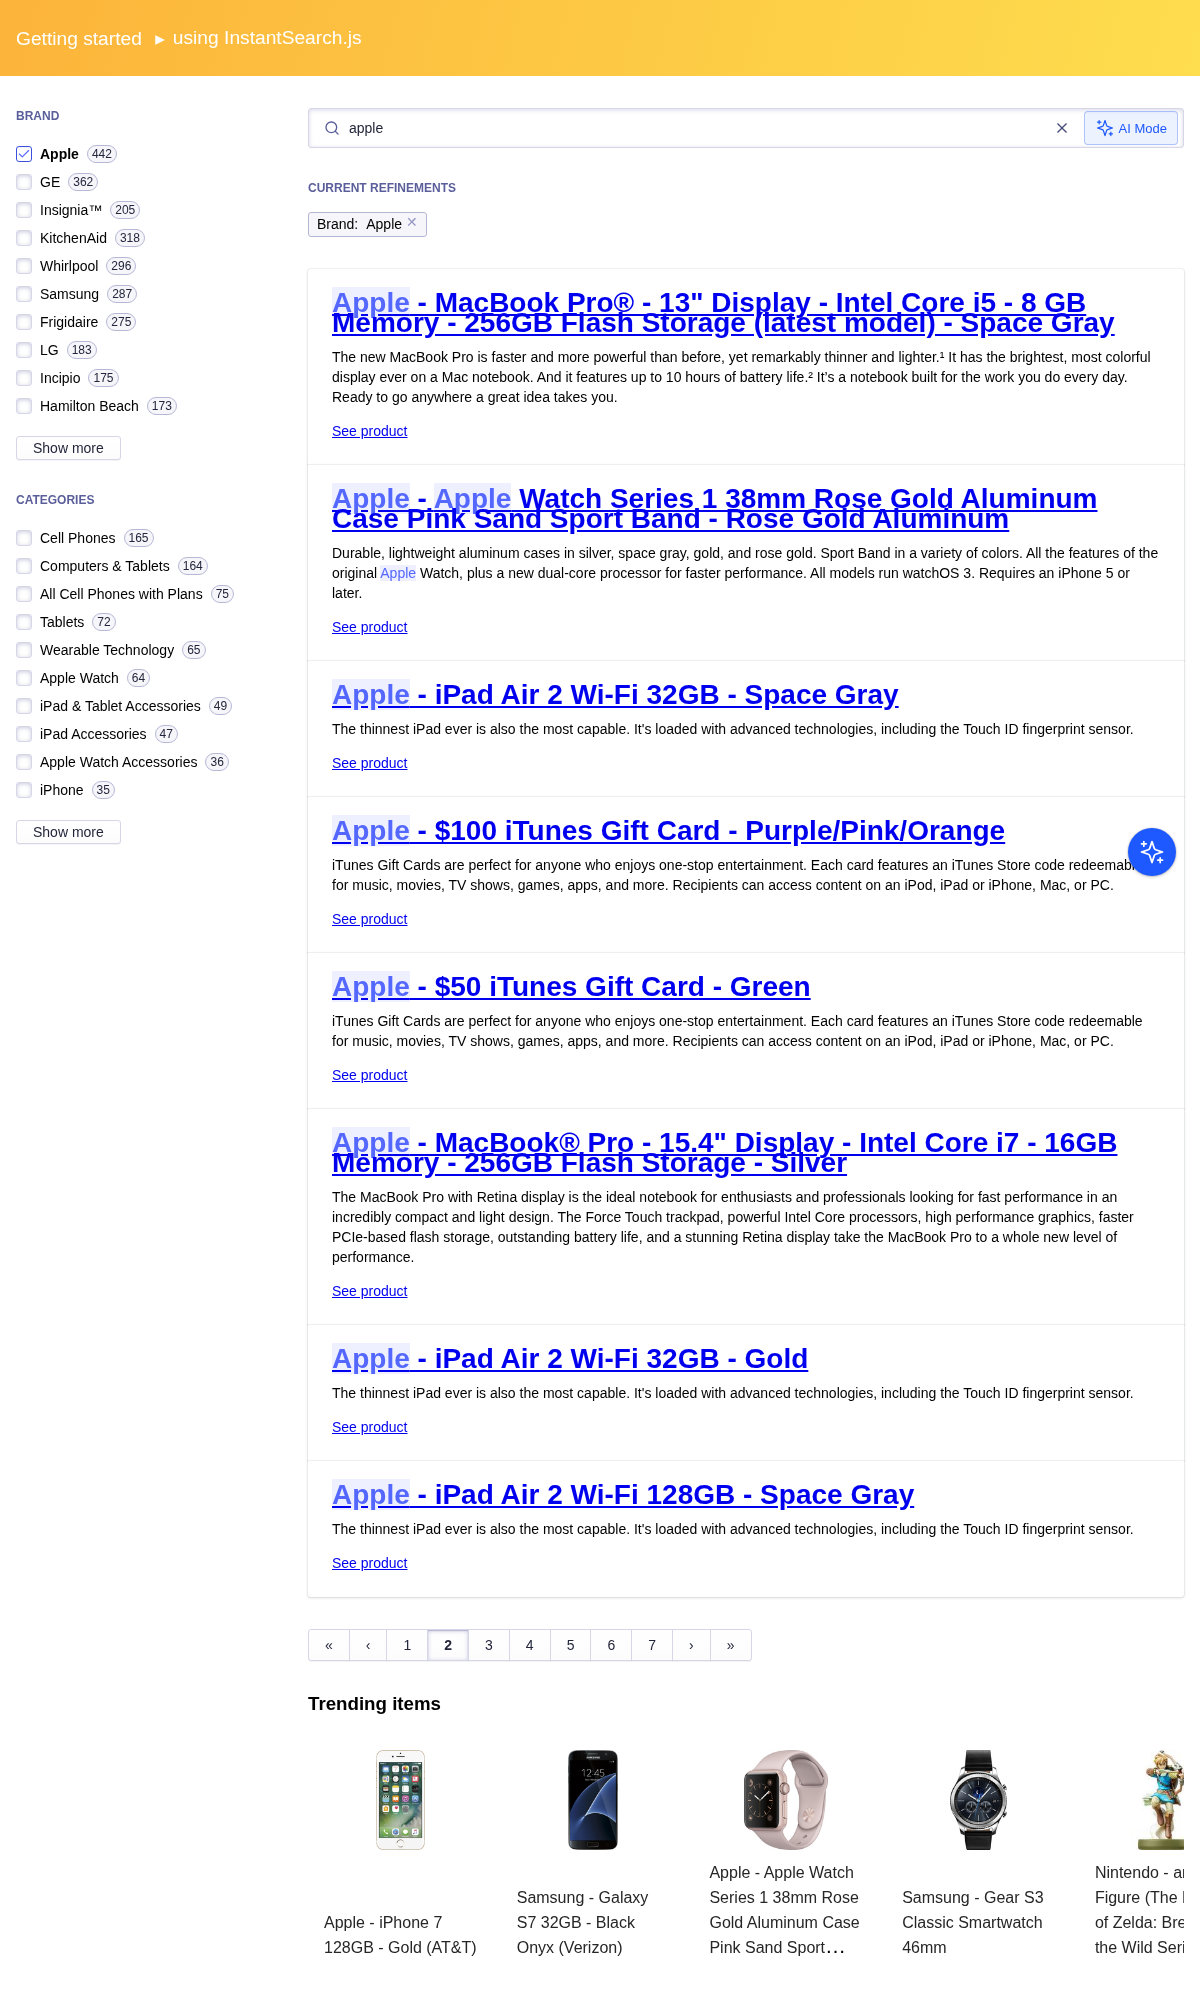 Getting started ▸ using InstantSearch.js
BRAND
Apple 442
GE 362
Insignia™ 205
KitchenAid 318
Whirlpool 296
Samsung 287
Frigidaire 275
LG 183
Incipio 175
Hamilton Beach 173
Show more
CATEGORIES
Cell Phones 165
Computers & Tablets 164
All Cell Phones with Plans 75
Tablets 72
Wearable Technology 65
Apple Watch 64
iPad & Tablet Accessories 49
iPad Accessories 47
Apple Watch Accessories 36
iPhone 35
Show more
apple
AI Mode
CURRENT REFINEMENTS
Brand: Apple ✕
Apple - MacBook Pro® - 13" Display - Intel Core i5 - 8 GB
Memory - 256GB Flash Storage (latest model) - Space Gray
The new MacBook Pro is faster and more powerful than before, yet remarkably thinner and lighter.¹ It has the brightest, most colorful
display ever on a Mac notebook. And it features up to 10 hours of battery life.² It’s a notebook built for the work you do every day.
Ready to go anywhere a great idea takes you.
See product
Apple - Apple Watch Series 1 38mm Rose Gold Aluminum
Case Pink Sand Sport Band - Rose Gold Aluminum
Durable, lightweight aluminum cases in silver, space gray, gold, and rose gold. Sport Band in a variety of colors. All the features of the
original Apple Watch, plus a new dual-core processor for faster performance. All models run watchOS 3. Requires an iPhone 5 or
later.
See product
Apple - iPad Air 2 Wi-Fi 32GB - Space Gray
The thinnest iPad ever is also the most capable. It's loaded with advanced technologies, including the Touch ID fingerprint sensor.
See product
Apple - $100 iTunes Gift Card - Purple/Pink/Orange
iTunes Gift Cards are perfect for anyone who enjoys one-stop entertainment. Each card features an iTunes Store code
for music, movies, TV shows, games, apps, and more. Recipients can access content on an iPod, iPad or iPhone, Mac, or PC.
See product
Apple - $50 iTunes Gift Card - Green
iTunes Gift Cards are perfect for anyone who enjoys one-stop entertainment. Each card features an iTunes Store code redeemable
for music, movies, TV shows, games, apps, and more. Recipients can access content on an iPod, iPad or iPhone, Mac, or PC.
See product
Apple - MacBook® Pro - 15.4" Display - Intel Core i7 - 16GB
Memory - 256GB Flash Storage - Silver
The MacBook Pro with Retina display is the ideal notebook for enthusiasts and professionals looking for fast performance in an
incredibly compact and light design. The Force Touch trackpad, powerful Intel Core processors, high performance graphics, faster
PCIe-based flash storage, outstanding battery life, and a stunning Retina display take the MacBook Pro to a whole new level of
performance.
See product
Apple - iPad Air 2 Wi-Fi 32GB - Gold
The thinnest iPad ever is also the most capable. It's loaded with advanced technologies, including the Touch ID fingerprint sensor.
See product
Apple - iPad Air 2 Wi-Fi 128GB - Space Gray
The thinnest iPad ever is also the most capable. It's loaded with advanced technologies, including the Touch ID fingerprint sensor.
See product
« ‹ 1 2 3 4 5 6 7 › »
Trending items
12:45
Apple - iPhone 7
128GB - Gold (AT&T)
Samsung - Galaxy
S7 32GB - Black
Onyx (Verizon)
Apple - Apple Watch
Series 1 38mm Rose
Gold Aluminum Case
Pink Sand Sport…
Samsung - Gear S3
Classic Smartwatch
46mm
Nintendo -
Figure (The
of Zelda:
the Wild